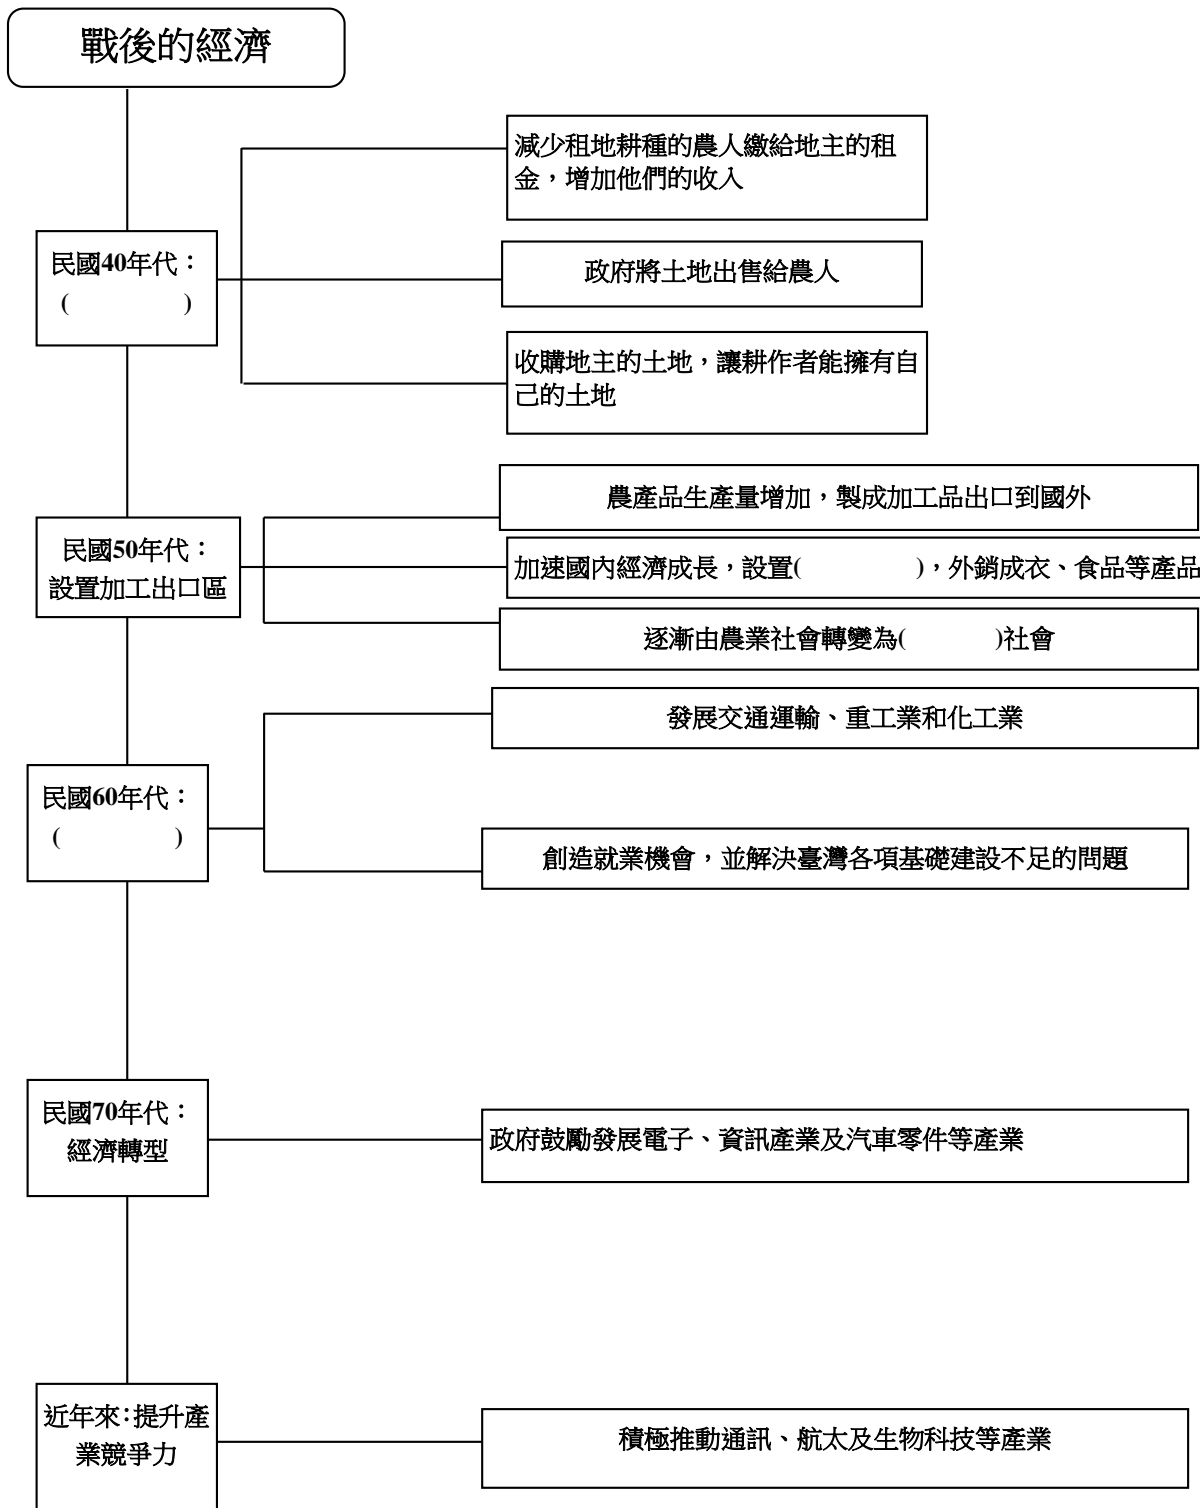 戰後的經濟
民國40年代：
(　　　　)
減少租地耕種的農人繳給地主的租
金，增加他們的收入
政府將土地出售給農人
收購地主的土地，讓耕作者能擁有自
己的土地
民國50年代：
設置加工出口區
農產品生產量增加，製成加工品出口到國外
加速國內經濟成長，設置(　　　　)，外銷成衣、食品等產品
逐漸由農業社會轉變為(　　　)社會
民國60年代：
(　　　　)
發展交通運輸、重工業和化工業
創造就業機會，並解決臺灣各項基礎建設不足的問題
民國70年代：
經濟轉型
政府鼓勵發展電子、資訊產業及汽車零件等產業
近年來：提升產
業競爭力
積極推動通訊、航太及生物科技等產業